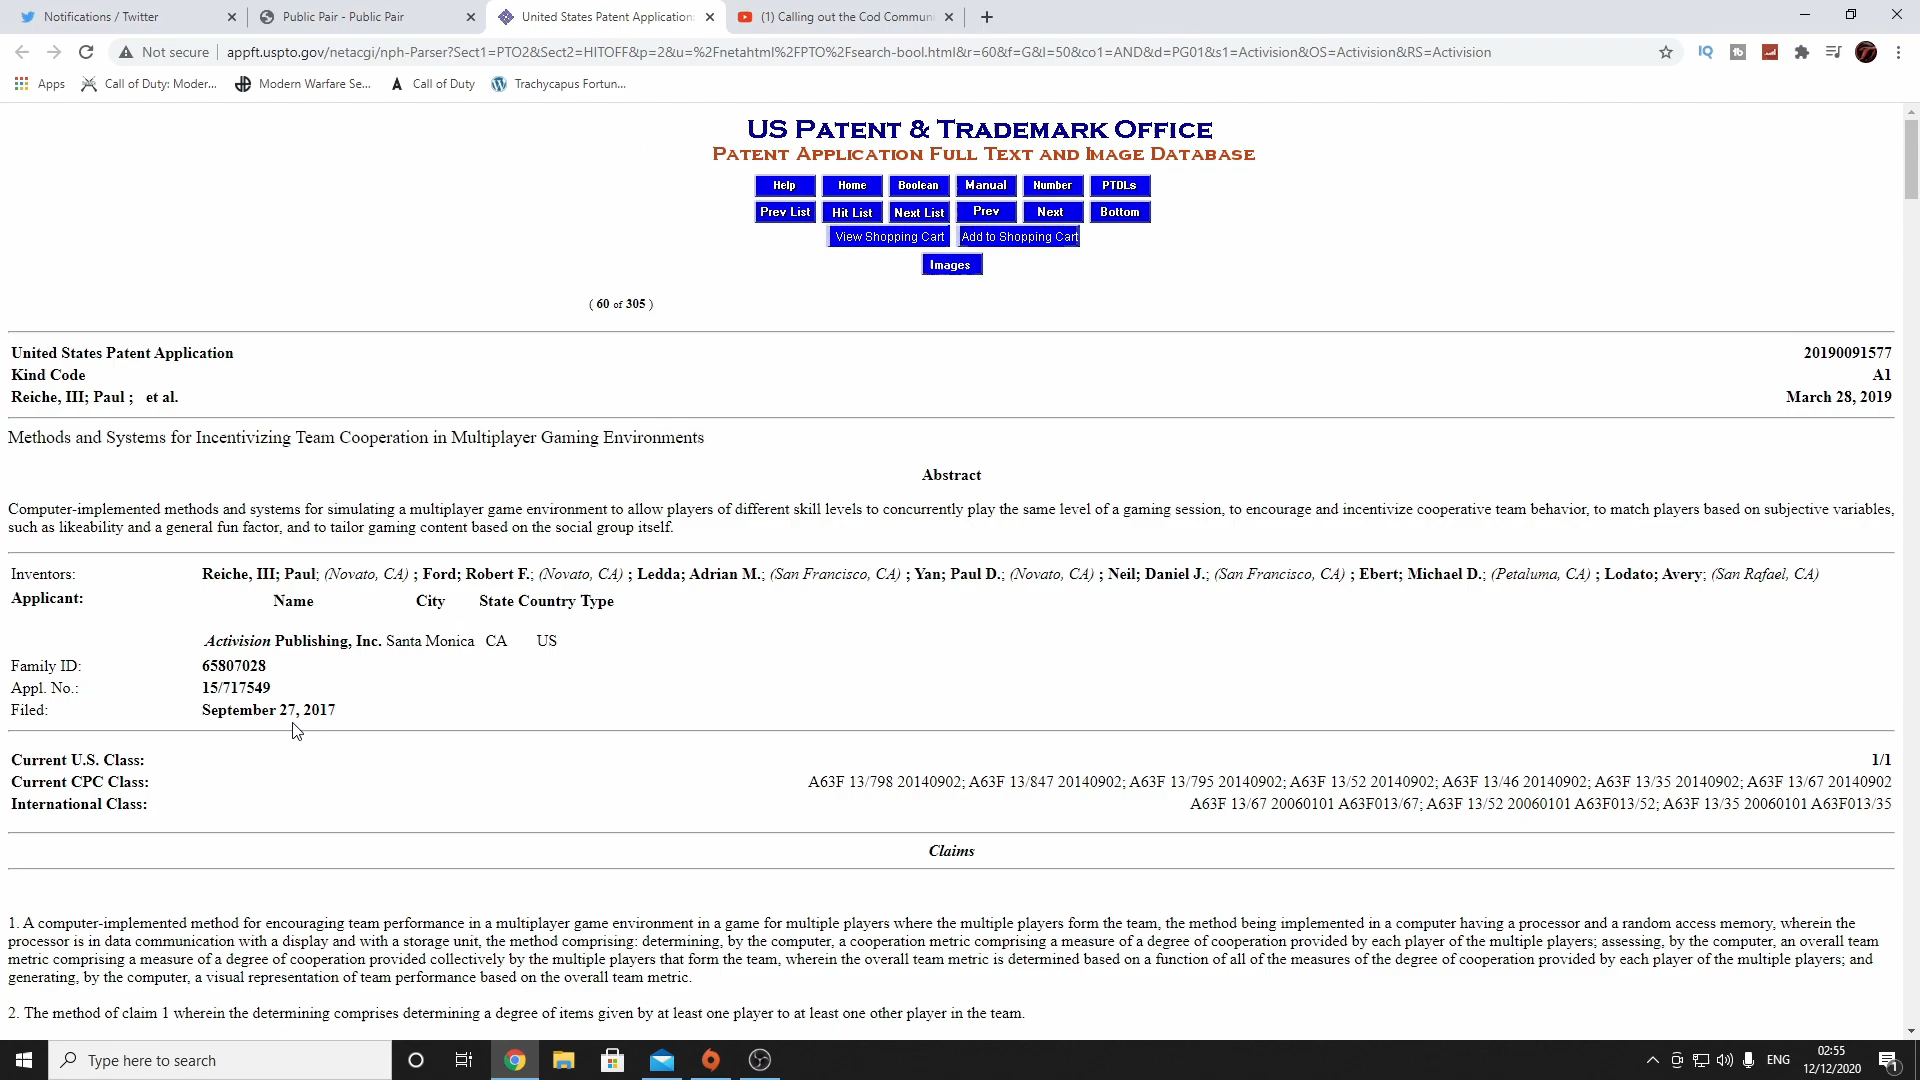 Notifications / Twitter
Public Pair - Public Pair
United States Patent Application:
(1) Calling out the Cod Commun
Not secure
appft.uspto.gov/netacgi/nph-Parser?Sect1=PTO2&Sect2=HITOFF&p=2&u=%2Fnetahtml%2FPTO%2Fsearch-bool.html&r=60&f=G&l=50&co1=AND&d=PG01&s1=Activision&OS=Activision&RS=Activision
IQ
Apps
Call of Duty: Moder...
Modern Warfare Se...
Call of Duty
Trachycapus Fortun...
US PATENT & TRADEMARK OFFICE
PATENT APPLICATION FULL TEXT AND IMAGE DATABASE
Help Home Boolean Manual Number PTDLs
Prev List Hit List Next List Prev Next Bottom
View Shopping Cart Add to Shopping Cart
Images
( 60 of 305 )
United States Patent Application 20190091577
Kind Code A1
Reiche, III; Paul ; et al. March 28, 2019
Methods and Systems for Incentivizing Team Cooperation in Multiplayer Gaming Environments
Abstract
Computer-implemented methods and systems for simulating a multiplayer game environment to allow players of different skill levels to concurrently play the same level of a gaming session, to encourage and incentivize cooperative team behavior, to match players based on subjective variables,
such as likeability and a general fun factor, and to tailor gaming content based on the social group itself.
Inventors: Reiche, III; Paul; (Novato, CA) ; Ford; Robert F.; (Novato, CA) ; Ledda; Adrian M.; (San Francisco, CA) ; Yan; Paul D.; (Novato, CA) ; Neil; Daniel J.; (San Francisco, CA) ; Ebert; Michael D.; (Petaluma, CA) ; Lodato; Avery; (San Rafael, CA)
Applicant: Name City State Country Type
Activision Publishing, Inc. Santa Monica CA US
Family ID: 65807028
Appl. No.: 15/717549
Filed: September 27, 2017
Current U.S. Class: 1/1
Current CPC Class: A63F 13/798 20140902; A63F 13/847 20140902; A63F 13/795 20140902; A63F 13/52 20140902; A63F 13/46 20140902; A63F 13/35 20140902; A63F 13/67 20140902
International Class: A63F 13/67 20060101 A63F013/67; A63F 13/52 20060101 A63F013/52; A63F 13/35 20060101 A63F013/35
Claims
1. A computer-implemented method for encouraging team performance in a multiplayer game environment in a game for multiple players where the multiple players form the team, the method being implemented in a computer having a processor and a random access memory, wherein the
processor is in data communication with a display and with a storage unit, the method comprising: determining, by the computer, a cooperation metric comprising a measure of a degree of cooperation provided by each player of the multiple players; assessing, by the computer, an overall team
metric comprising a measure of a degree of cooperation provided collectively by the multiple players that form the team, wherein the overall team metric is determined based on a function of all of the measures of the degree of cooperation provided by each player of the multiple players; and
generating, by the computer, a visual representation of team performance based on the overall team metric.
2. The method of claim 1 wherein the determining comprises determining a degree of items given by at least one player to at least one other player in the team.
Type here to search
ENG
02:55
12/12/2020
1